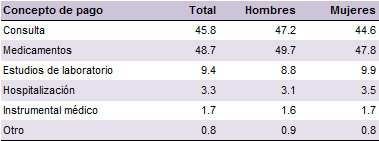 Concepto de pago Total Hombres Mujeres
Consulta 45.8 47.2 44.6
Medicamentos 48.7 49.7 47.8
Estudios de laboratorio 9.4 8.8 9.9
Hospitalización 3.3 3.1 3.5
Instrumental médico 1.7 1.6 1.7
Otro 0.8 0.9 0.8